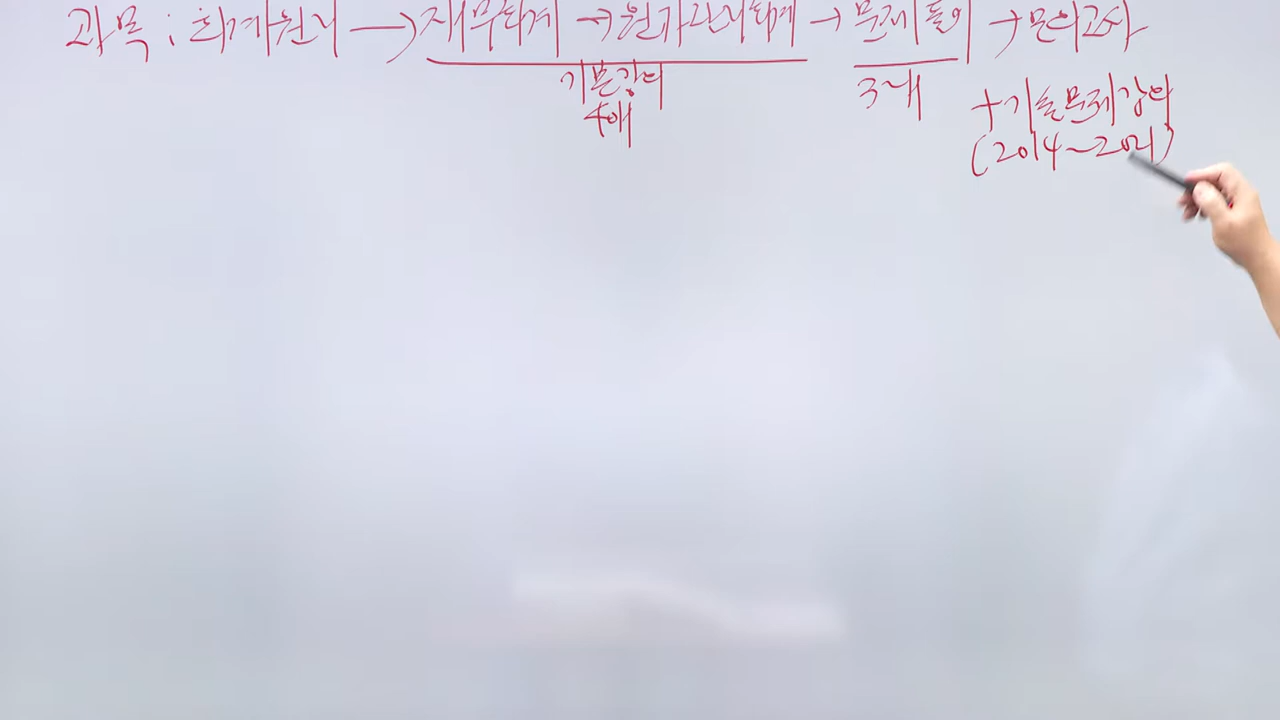 과목 : 회계원리 → 재무회계 → 원가관리회계 → 문제풀이 → 모의고사
기본강의 3개 + 기출문제강의
4개 (2014~2021)